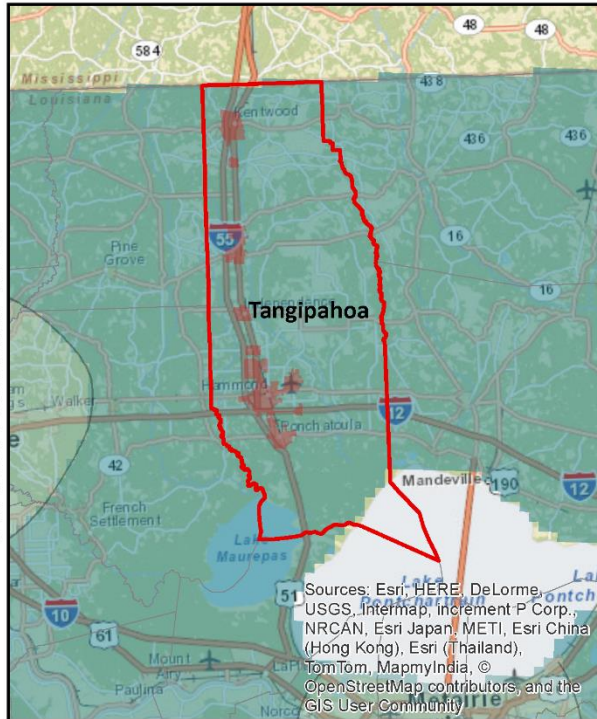 584
48
48
Mississippi
Louisiana
438
Kentwood
436
436
55
16
Pine
Grove
16
Tangipahoa
Hammond
Walker
12
Ponchatoula
42
Mandeville
190
12
French
Settlement
Lake
Maurepas
51
Lake
Pontchartrain
10
61
Mount
Airy
Paulina
Sources: Esri, HERE, DeLorme,
USGS, Intermap, increment P Corp.,
NRCAN, Esri Japan, METI, Esri China
(Hong Kong), Esri (Thailand),
TomTom, MapmyIndia, ©
OpenStreetMap contributors, and the
GIS User Community